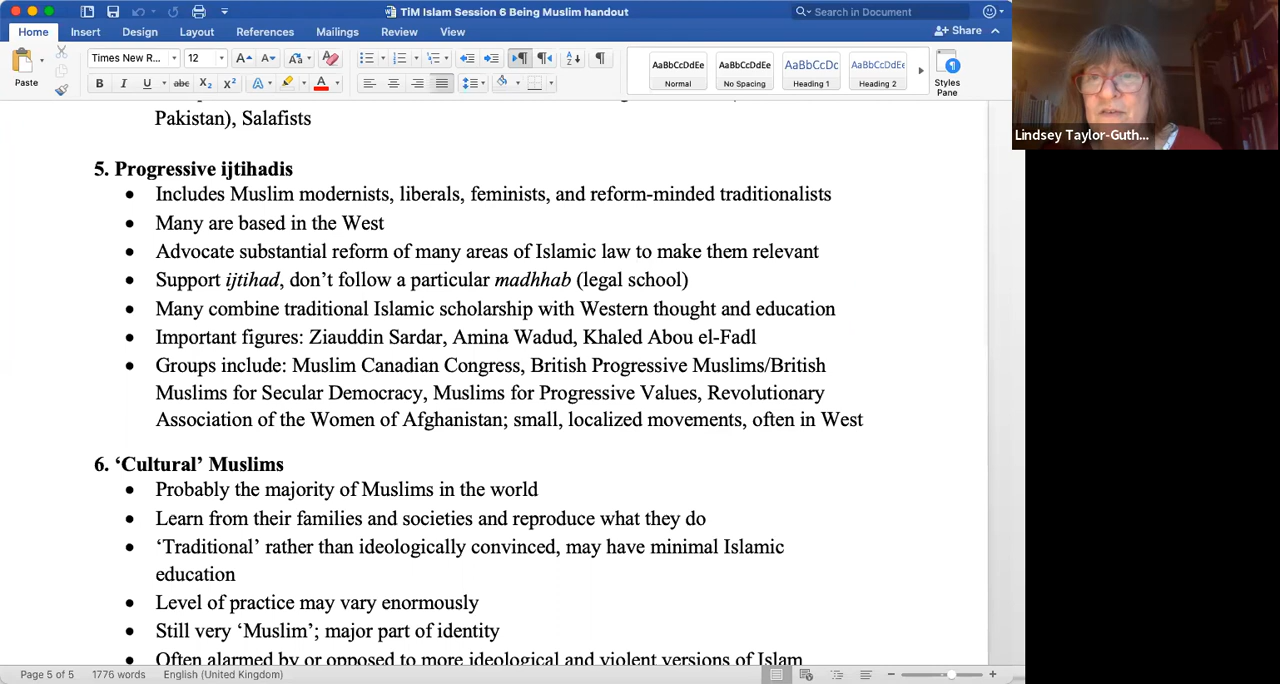 TiM Islam Session 6 Being Muslim handout
Search in Document
Home Insert Design Layout References Mailings Review View
Share
Paste
Times New R... 12
B I U abc X2 X2 A A
AaBbCcDdEe AaBbCcDdEe AaBbCcDc AaBbCcDdEe
Normal No Spacing Heading 1 Heading 2
Styles
Pane
Pakistan), Salafists
5. Progressive ijtihadis
• Includes Muslim modernists, liberals, feminists, and reform-minded traditionalists
• Many are based in the West
• Advocate substantial reform of many areas of Islamic law to make them relevant
• Support ijtihad, don’t follow a particular madhhab (legal school)
• Many combine traditional Islamic scholarship with Western thought and education
• Important figures: Ziauddin Sardar, Amina Wadud, Khaled Abou el-Fadl
• Groups include: Muslim Canadian Congress, British Progressive Muslims/British
Muslims for Secular Democracy, Muslims for Progressive Values, Revolutionary
Association of the Women of Afghanistan; small, localized movements, often in West
6. ‘Cultural’ Muslims
• Probably the majority of Muslims in the world
• Learn from their families and societies and reproduce what they do
• ‘Traditional’ rather than ideologically convinced, may have minimal Islamic
education
• Level of practice may vary enormously
• Still very ‘Muslim’; major part of identity
• Often alarmed by or opposed to more ideological and violent versions of Islam
Page 5 of 5 1776 words English (United Kingdom)
Lindsey Taylor-Guth...